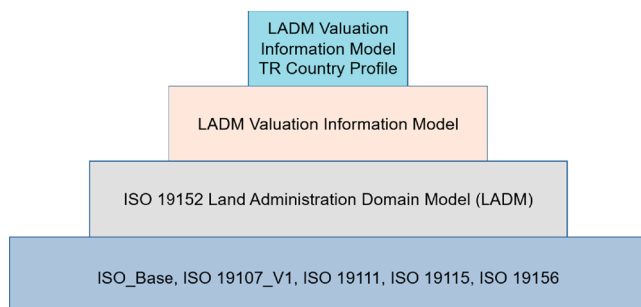 LADM Valuation
Information Model
TR Country Profile
LADM Valuation Information Model
ISO 19152 Land Administration Domain Model (LADM)
ISO_Base, ISO 19107_V1, ISO 19111, ISO 19115, ISO 19156